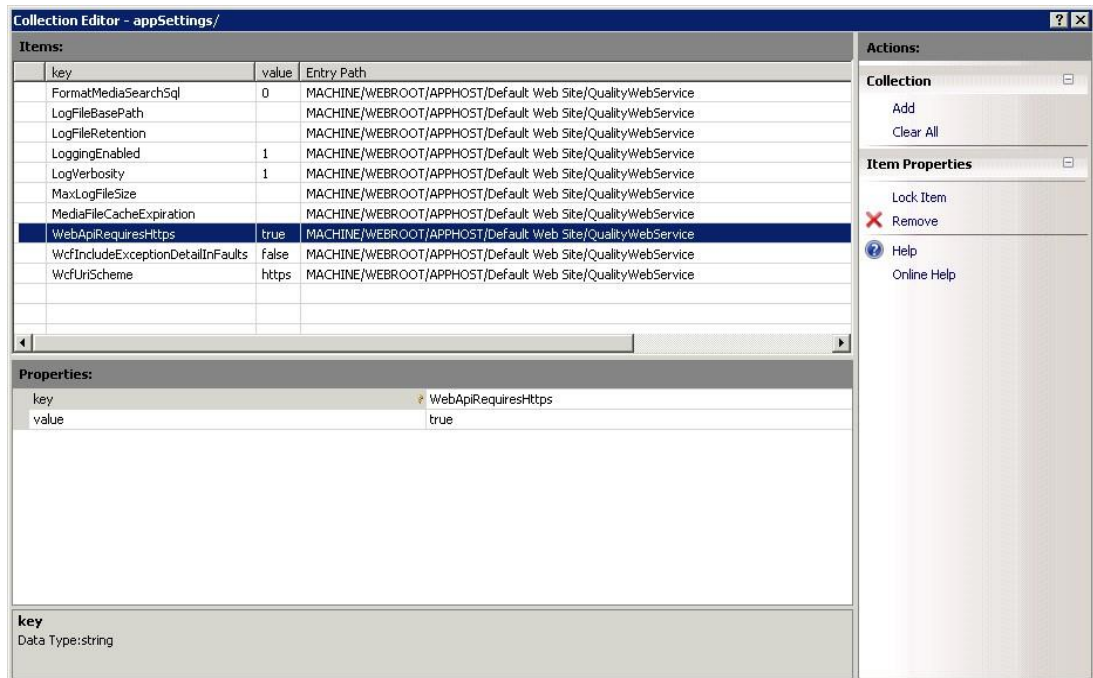 Collection Editor - appSettings/
Items:
key value Entry Path
FormatMediaSearchSql 0 MACHINE/WEBROOT/APPHOST/Default Web Site/QualityWebService
LogFileBasePath MACHINE/WEBROOT/APPHOST/Default Web Site/QualityWebService
LogFileRetention MACHINE/WEBROOT/APPHOST/Default Web Site/QualityWebService
LoggingEnabled 1 MACHINE/WEBROOT/APPHOST/Default Web Site/QualityWebService
LogVerbosity 1 MACHINE/WEBROOT/APPHOST/Default Web Site/QualityWebService
MaxLogFileSize MACHINE/WEBROOT/APPHOST/Default Web Site/QualityWebService
MediaFileCacheExpiration MACHINE/WEBROOT/APPHOST/Default Web Site/QualityWebService
WebApiRequiresHttps true MACHINE/WEBROOT/APPHOST/Default Web Site/QualityWebService
WcfIncludeExceptionDetailInFaults false MACHINE/WEBROOT/APPHOST/Default Web Site/QualityWebService
WcfUriScheme https MACHINE/WEBROOT/APPHOST/Default Web Site/QualityWebService
Properties:
key WebApiRequiresHttps
value true
key
Data Type:string
Actions:
Collection
Add
Clear All
Item Properties
Lock Item
Remove
Help
Online Help